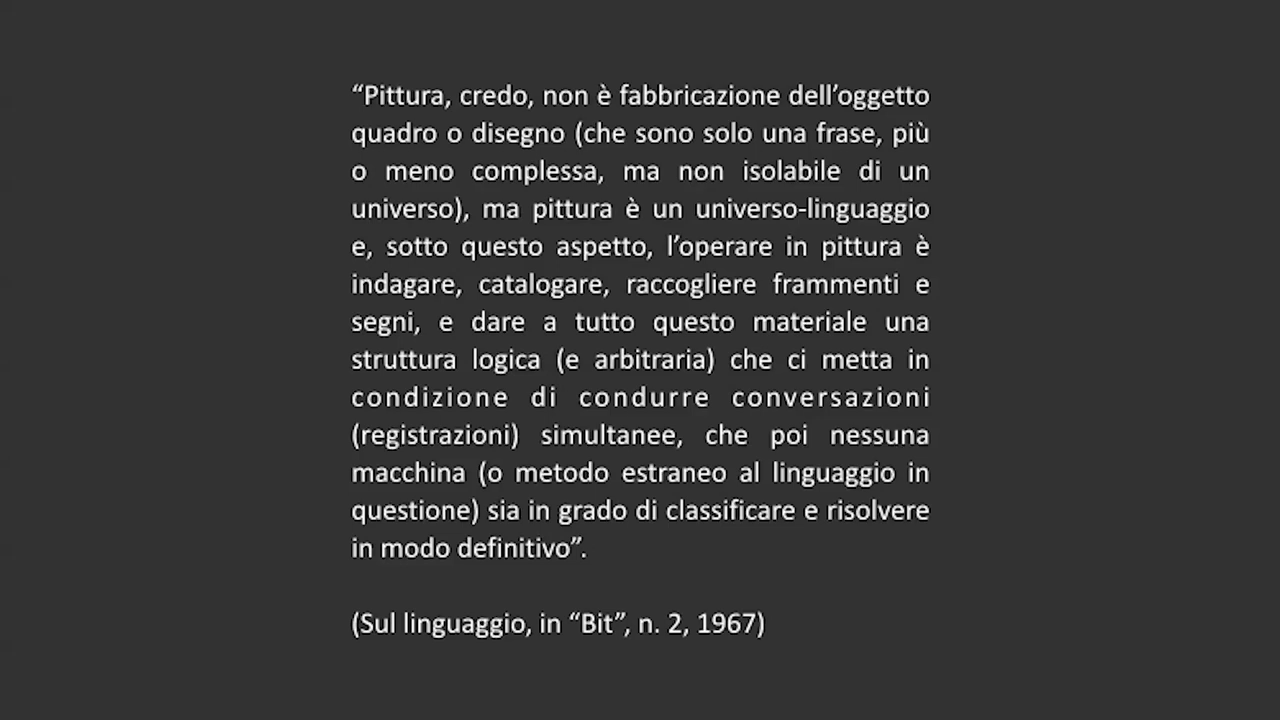 “Pittura, credo, non è fabbricazione dell’oggetto
quadro o disegno (che sono solo una frase, più
o meno complessa, ma non isolabile di un
universo), ma pittura è un universo-linguaggio
e, sotto questo aspetto, l’operare in pittura è
indagare, catalogare, raccogliere frammenti e
segni, e dare a tutto questo materiale una
struttura logica (e arbitraria) che ci metta in
condizione di condurre conversazioni
(registrazioni) simultanee, che poi nessuna
macchina (o metodo estraneo al linguaggio in
questione) sia in grado di classificare e risolvere
in modo definitivo”.
(Sul linguaggio, in “Bit”, n. 2, 1967)